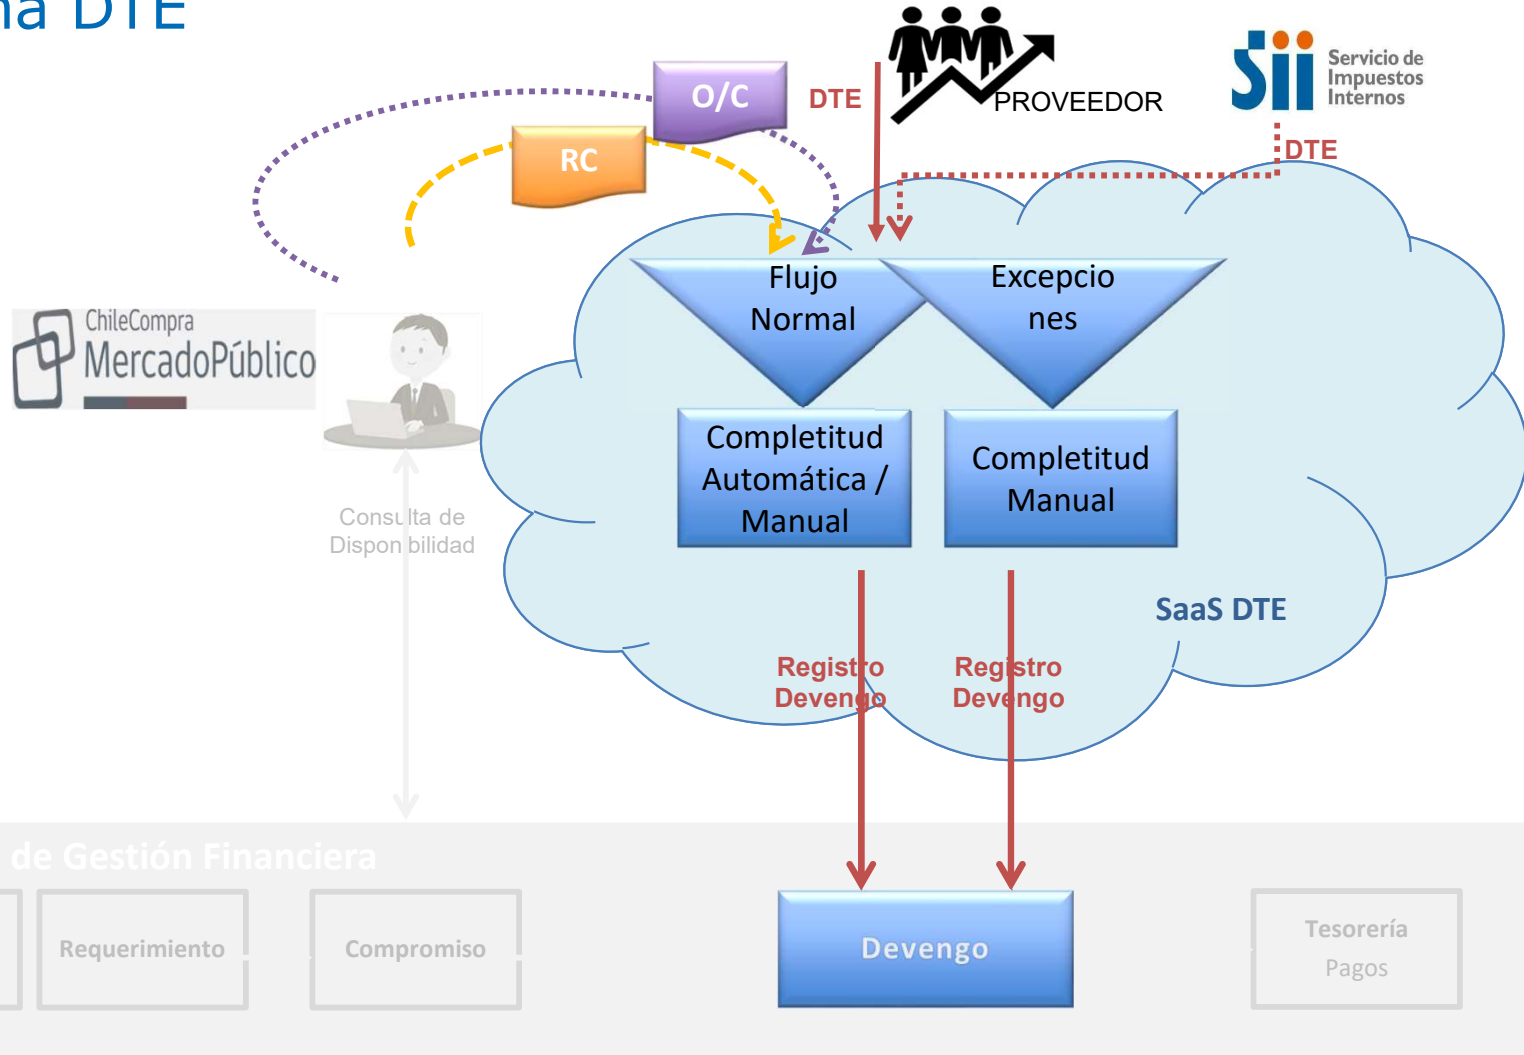 DTE
O/C
DTE
PROVEEDOR
Sii
Servicio de
Impuestos
Internos
DTE
RC
Flujo
Normal
Excepcio
nes
ChileCompra
MercadoPúblico
Completitud
Automática /
Manual
Completitud
Manual
Consulta de
Disponibilidad
SaaS DTE
Registro
Devengo
Registro
Devengo
de Gestión Financiera
Requerimiento
Compromiso
Devengo
Tesorería
Pagos